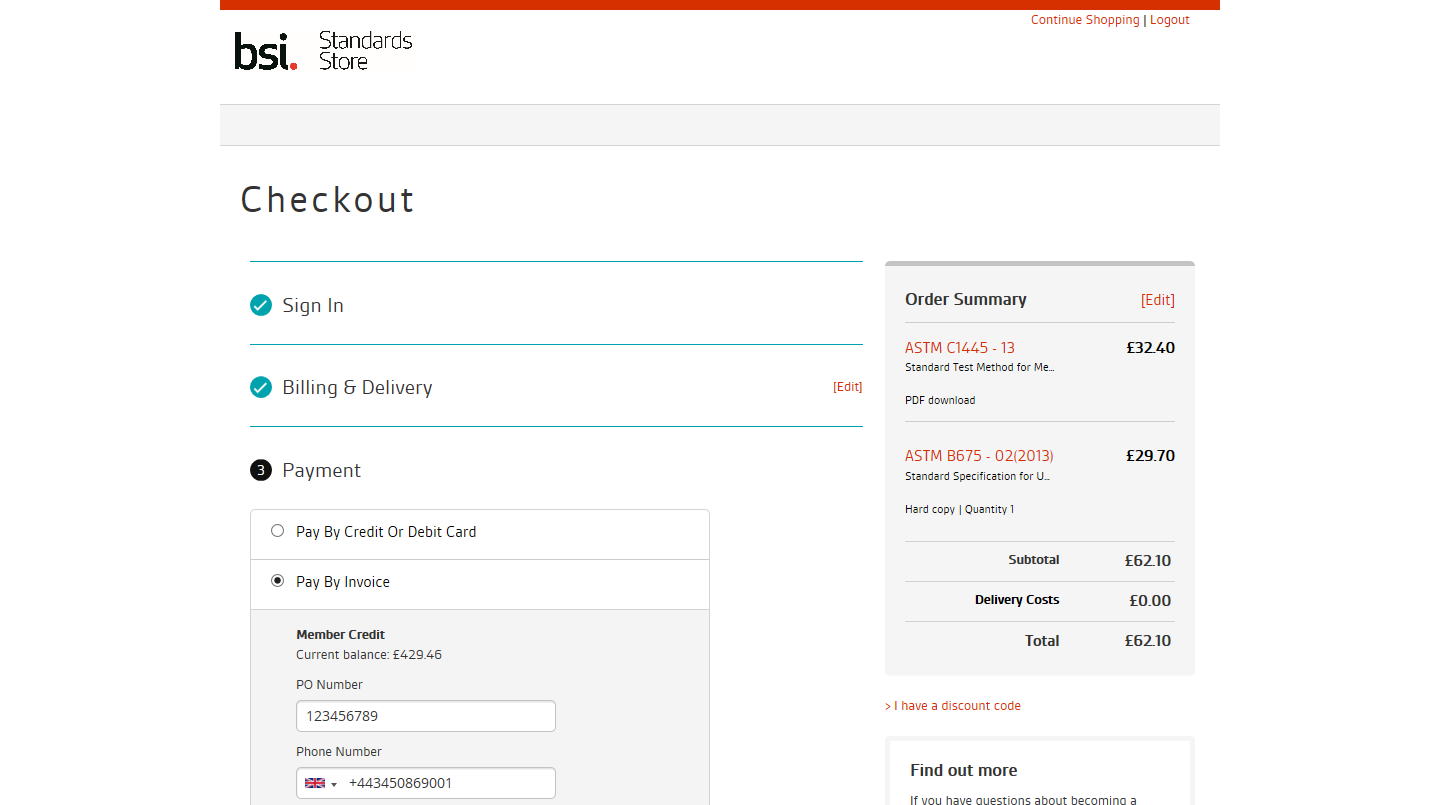 Continue Shopping | Logout
bsi. Standards
Store
Checkout
Sign In
Billing & Delivery [Edit]
3 Payment
Pay By Credit Or Debit Card
Pay By Invoice
Member Credit
Current balance: £429.46
PO Number
123456789
Phone Number
+443450869001
Order Summary [Edit]
ASTM C1445 - 13 £32.40
Standard Test Method for Me...
PDF download
ASTM B675 - 02(2013) £29.70
Standard Specification for U...
Hard copy | Quantity 1
Subtotal £62.10
Delivery Costs £0.00
Total £62.10
> I have a discount code
Find out more
If you have questions about becoming a